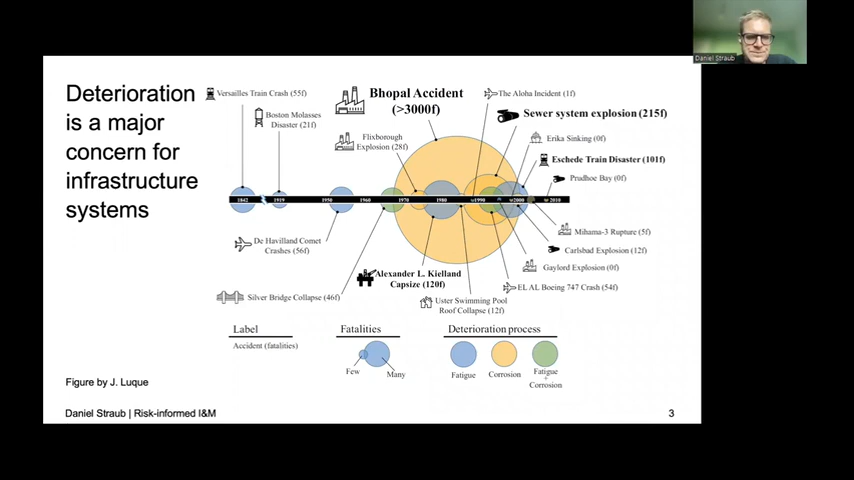 Daniel Straub
Deterioration
is a major
concern for
infrastructure
systems
Versailles Train Crash (55f)
Boston Molasses
Disaster (21f)
Bhopal Accident
(>3000f)
Flixborough
Explosion (28f)
The Aloha Incident (1f)
Sewer system explosion (215f)
Erika Sinking (0f)
Eschede Train Disaster (101f)
Prudhoe Bay (0f)
1842 1919 1950 1960 1970 1980 1990 2000 2010
De Havilland Comet
Crashes (56f)
Silver Bridge Collapse (46f)
Alexander L. Kielland
Capsize (120f)
Uster Swimming Pool
Roof Collapse (12f)
Mihama-3 Rupture (5f)
Carlsbad Explosion (12f)
Gaylord Explosion (0f)
EL AL Boeing 747 Crash (54f)
Label
Accident (fatalities)
Fatalities
Few
Many
Deterioration process
Fatigue
Corrosion
Fatigue
+
Corrosion
Figure by J. Luque
Daniel Straub | Risk-informed I&M
3